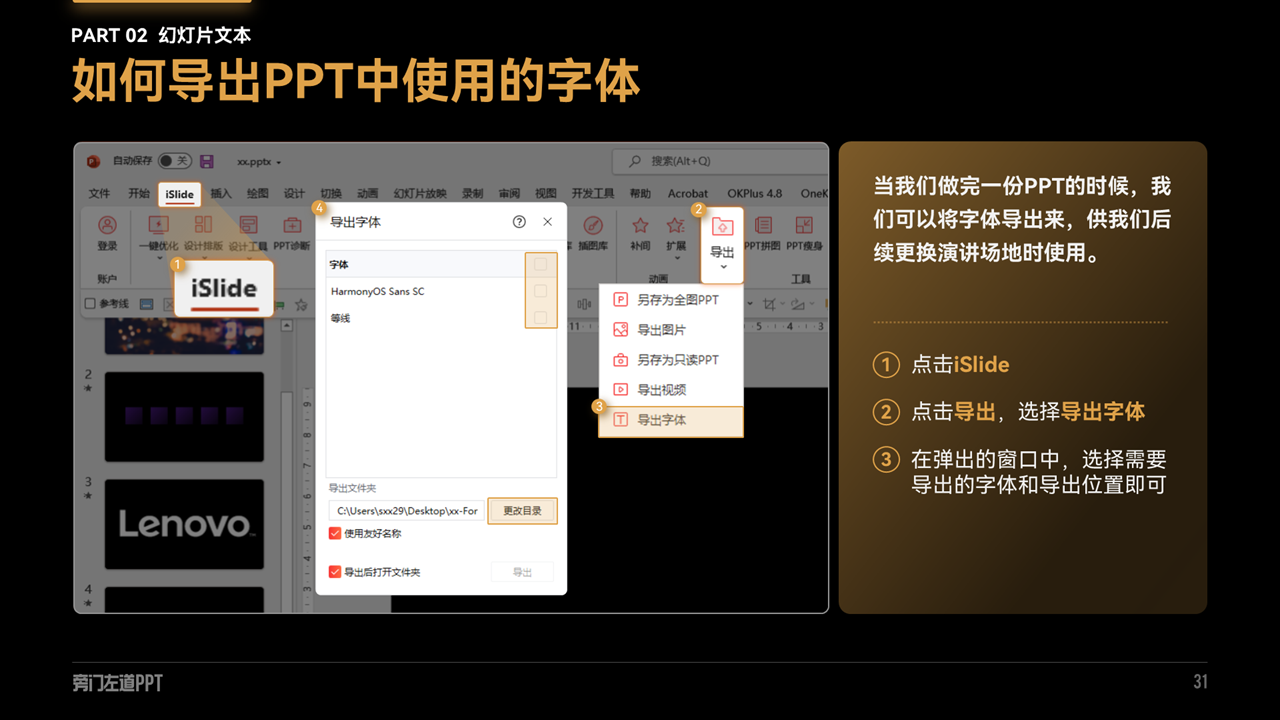 PART 02 幻灯片文本
如何导出PPT中使用的字体
自动保存 关 xx.pptx 搜索(Alt+Q)
文件 开始 iSlide 插入 绘图 设计 切换 动画 幻灯片放映 录制 审阅 视图 开发工具 帮助 Acrobat OKPlus 4.8 OneK
登录 一键优化 设计排版 设计工具 PPT诊断 插图库 补间 扩展 导出 PPT拼图 PPT瘦身
账户 动画 工具
参考线
1
iSlide
2
3
4
Lenovo
4
导出字体
字体
HarmonyOS Sans SC
等线
导出文件夹
C:\Users\sxx29\Desktop\xx-For 更改目录
使用友好名称
导出后打开文件夹 导出
2
另存为全图PPT
导出图片
另存为只读PPT
导出视频
3 导出字体
当我们做完一份PPT的时候，我
们可以将字体导出来，供我们后
续更换演讲场地时使用。
1 点击iSlide
2 点击导出，选择导出字体
3 在弹出的窗口中，选择需要
导出的字体和导出位置即可
旁门左道PPT
31